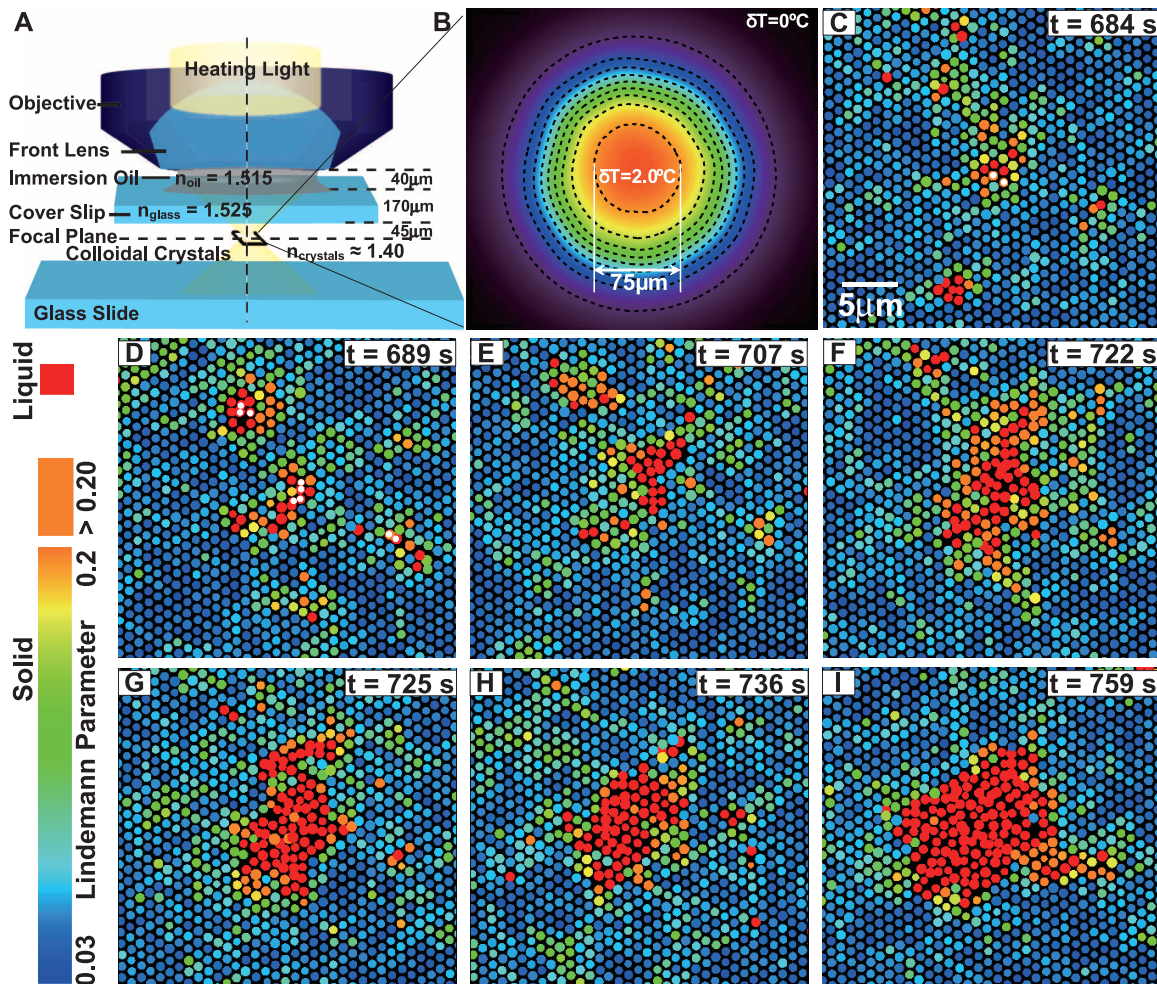 A
Heating Light
Objective
Front Lens
Immersion Oil
n_oil = 1.515
40μm
Cover Slip
n_glass = 1.525
170μm
Focal Plane
45μm
Colloidal Crystals
n_crystals ≈ 1.40
Glass Slide
B
δT=0ºC
δT=2.0ºC
75μm
C
t = 684 s
5μm
Liquid
Solid
Lindemann Parameter
0.03
0.2
> 0.20
D
t = 689 s
E
t = 707 s
F
t = 722 s
G
t = 725 s
H
t = 736 s
I
t = 759 s